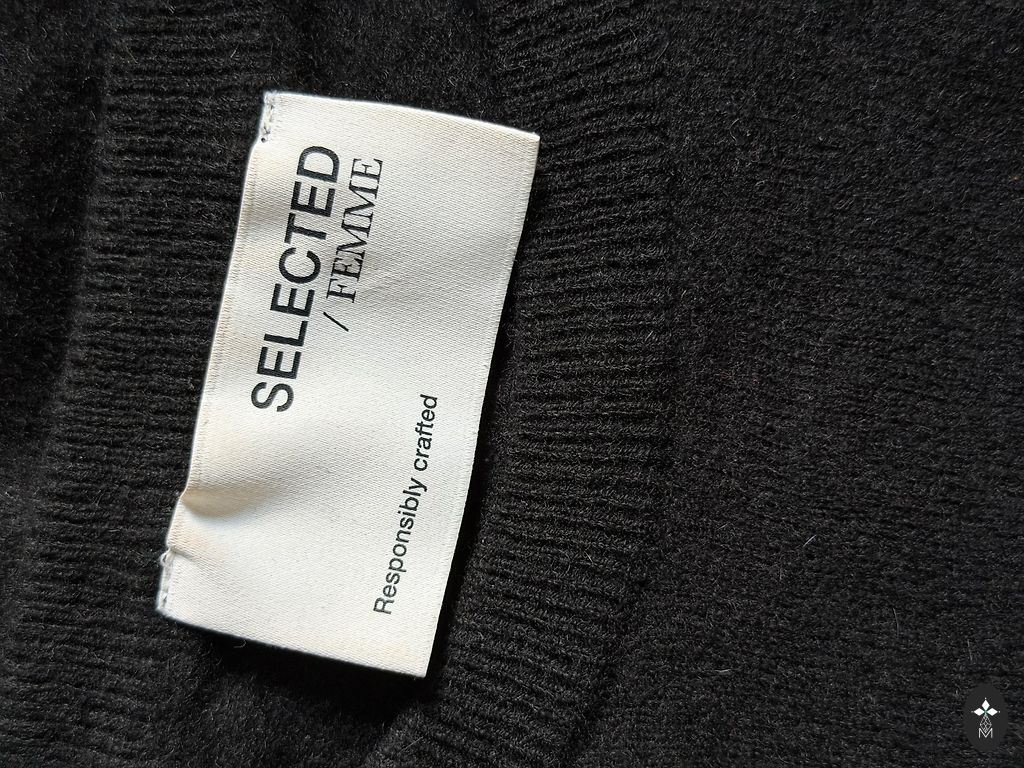 SELECTED
/ FEMME
Responsibly crafted
M